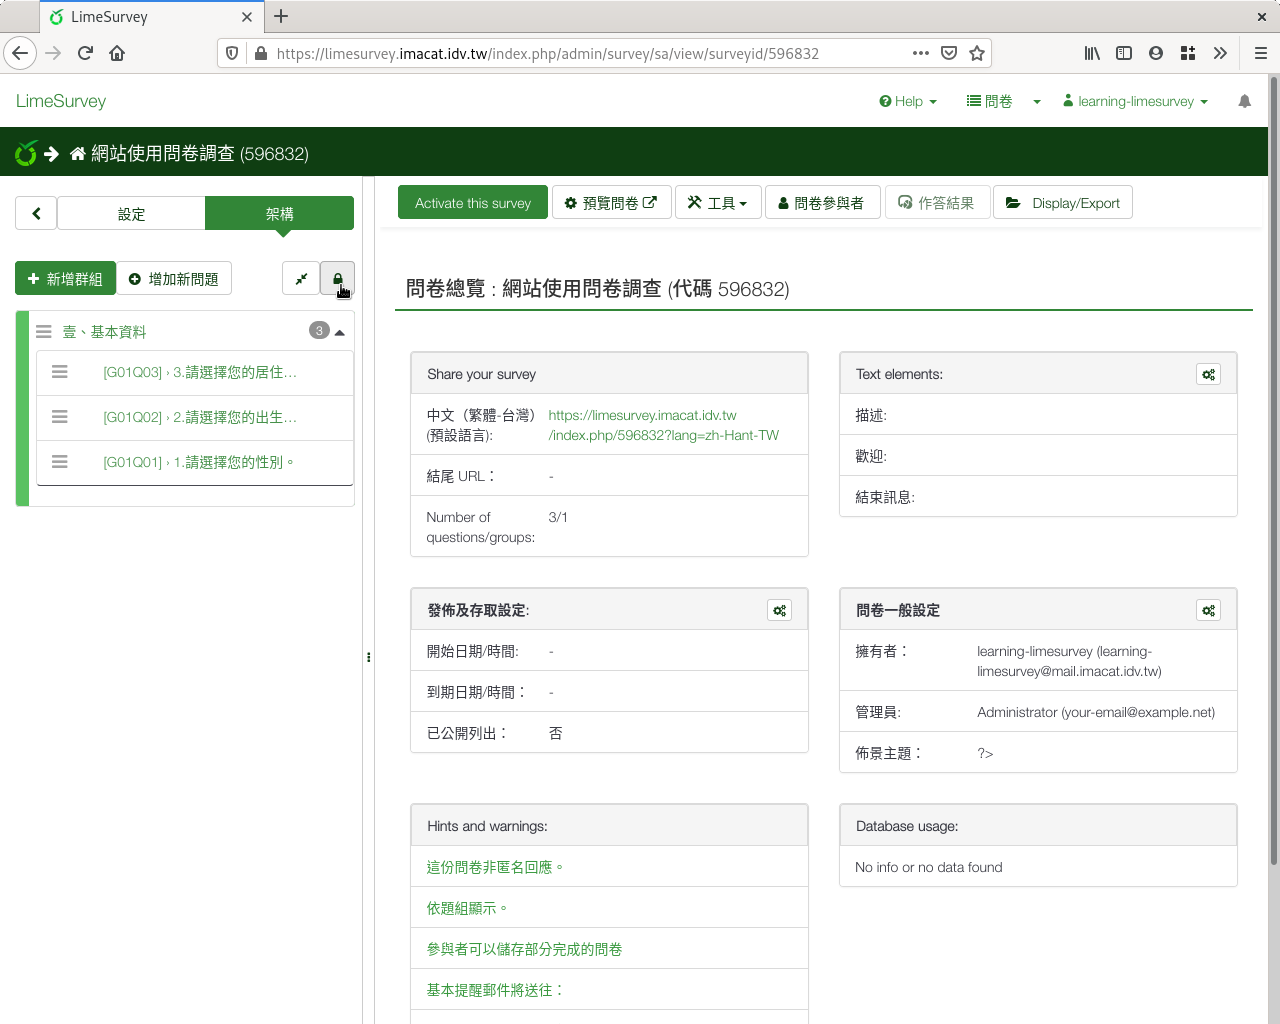 LimeSurvey
https://limesurvey.imacat.idv.tw/index.php/admin/survey/sa/view/surveyid/596832
LimeSurvey
Help
問卷
learning-limesurvey
網站使用問卷調查 (596832)
設定
架構
Activate this survey
預覽問卷
工具
問卷參與者
作答結果
Display/Export
新增群組
增加新問題
壹、基本資料
3
[G01Q03] › 3.請選擇您的居住...
[G01Q02] › 2.請選擇您的出生...
[G01Q01] › 1.請選擇您的性別。
問卷總覽 : 網站使用問卷調查 (代碼 596832)
Share your survey
中文（繁體-台灣）
(預設語言):
https://limesurvey.imacat.idv.tw
/index.php/596832?lang=zh-Hant-TW
結尾 URL：
-
Number of
questions/groups:
3/1
Text elements:
描述:
歡迎:
結束訊息:
發佈及存取設定:
開始日期/時間:
-
到期日期/時間：
-
已公開列出：
否
問卷一般設定
擁有者：
learning-limesurvey (learning-
limesurvey@mail.imacat.idv.tw)
管理員:
Administrator (your-email@example.net)
佈景主題：
?>
Hints and warnings:
這份問卷非匿名回應。
依題組顯示。
參與者可以儲存部分完成的問卷
基本提醒郵件將送往：
Database usage:
No info or no data found